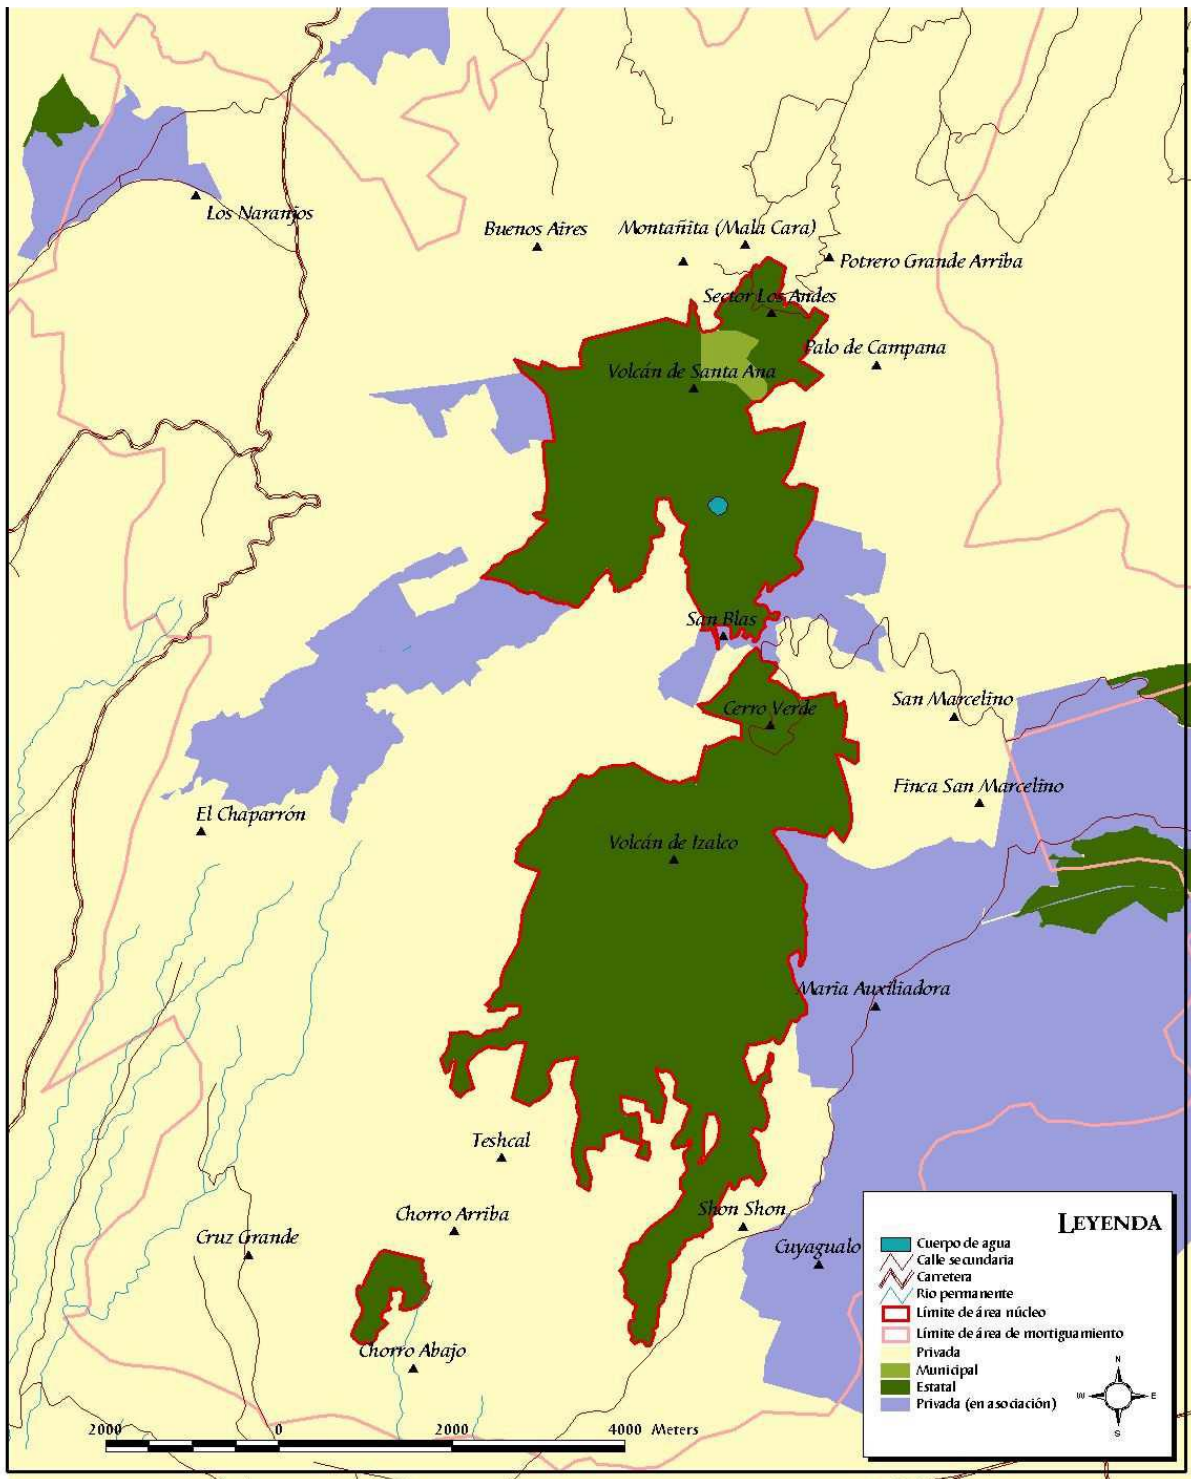 Los Naranjos
Buenos Aires
Montañita (Mala Cara)
Potrero Grande Arriba
Sector Los Andes
Palo de Campana
Volcán de Santa Ana
San Blas
San Marcelino
Cerro Verde
Finca San Marcelino
El Chaparrón
Volcán de Izalco
Maria Auxiliadora
Teshcal
Chorro Arriba
Shon Shon
Cruz Grande
Cuyagualo
Chorro Abajo
LEYENDA
Cuerpo de agua
Calle secundaria
Carretera
Rio permanente
Límite de área núcleo
Límite de área de mortiguamiento
Privada
Municipal
Estatal
Privada (en asociación)
N
W E
S
2000 0 2000 4000 Meters